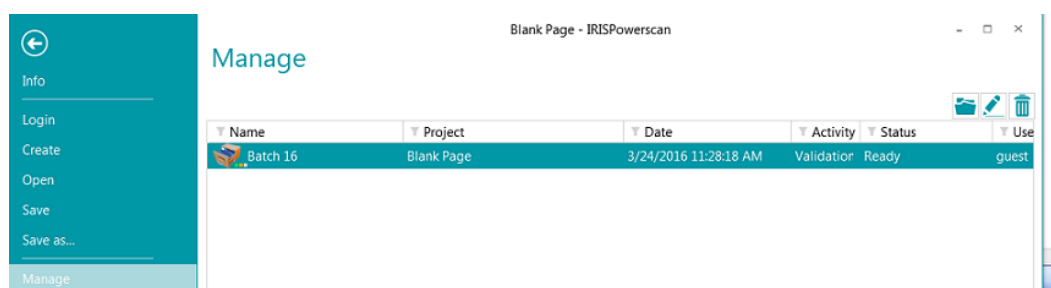 Blank Page - IRISPowerscan
Manage
Info
Login
Create
Open
Save
Save as...
Manage
Name Project Date Activity Status Use
Batch 16 Blank Page 3/24/2016 11:28:18 AM Validation Ready guest